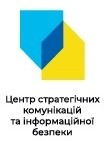 Центр стратегічних
комунікацій
та інформаційної
безпеки